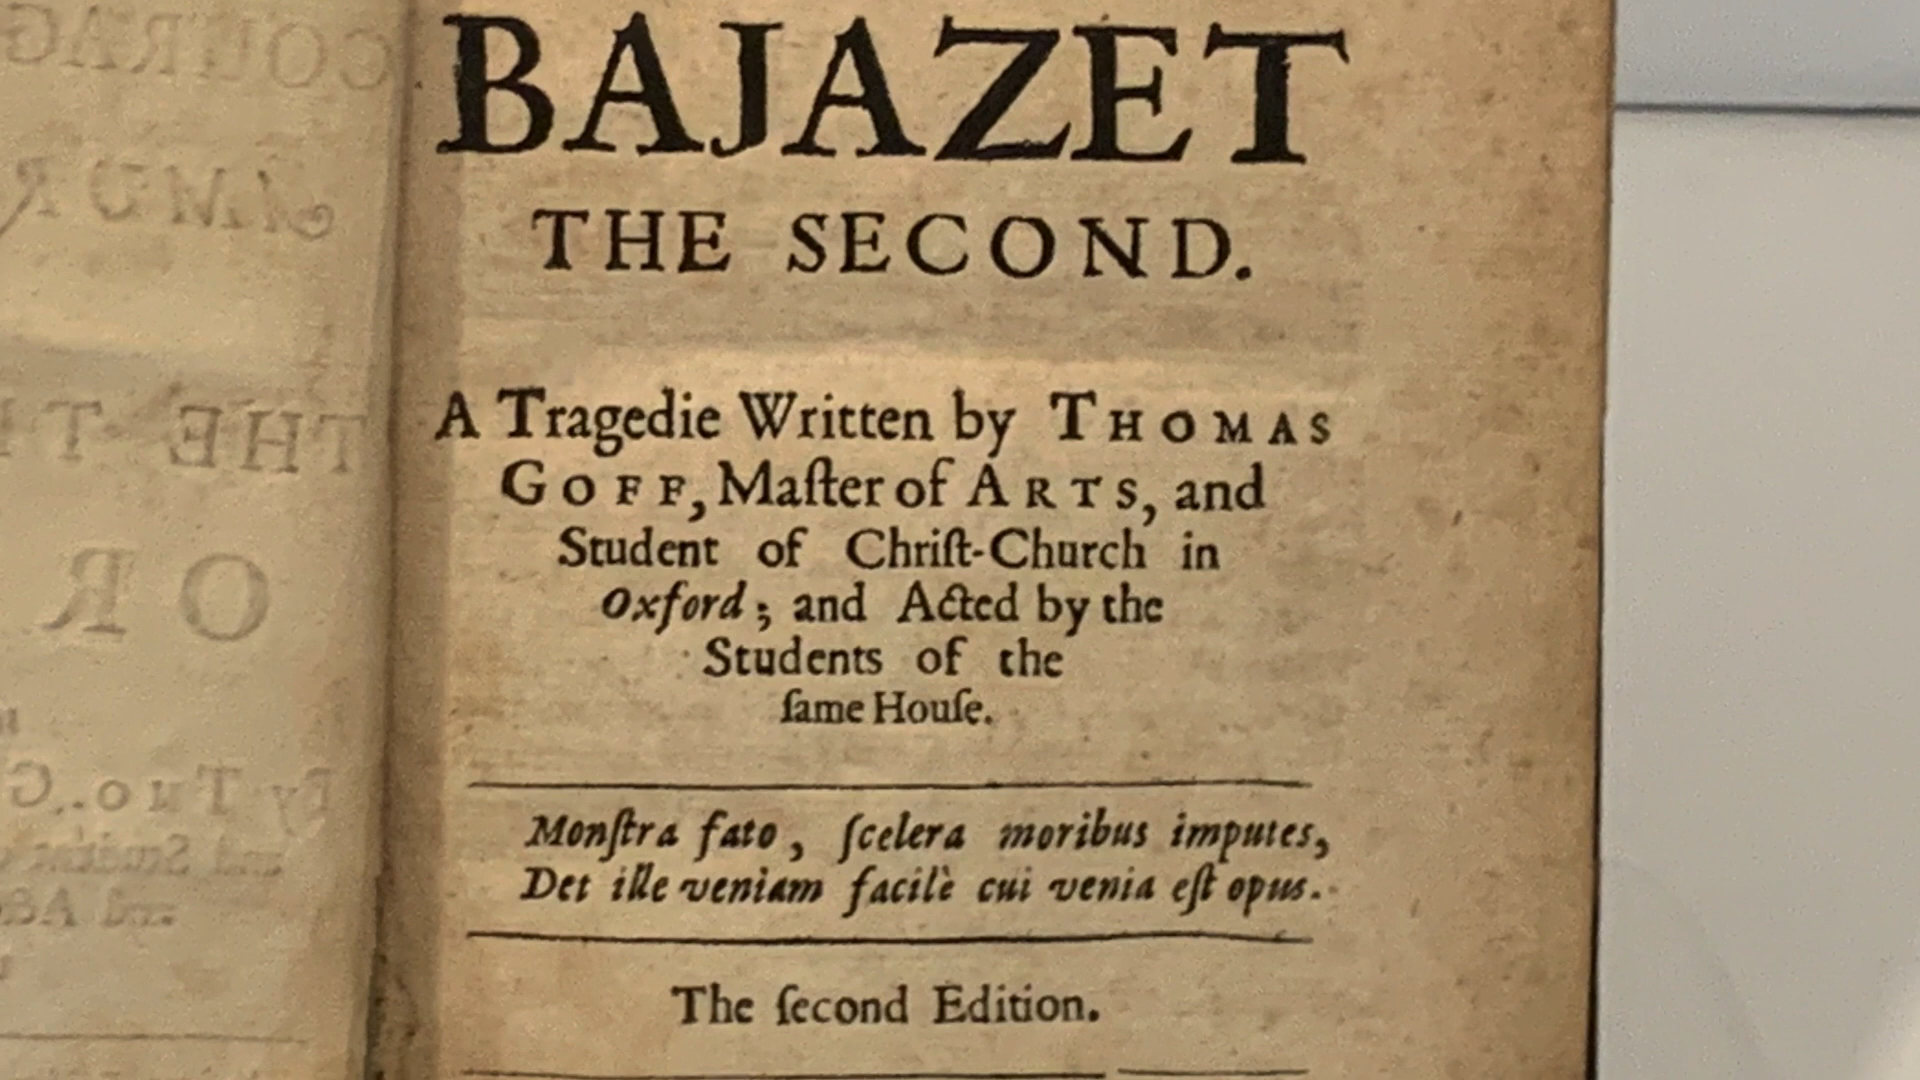 BAJAZET
THE SECOND.
A Tragedie Written by THOMAS
GOFF, Maſter of ARTS, and
Student of Chriſt-Church in
Oxford; and Acted by the
Students of the
ſame Houſe.
Monſtra fato, ſcelera moribus imputes,
Det ille veniam facilè cui venia eſt opus.
The ſecond Edition.